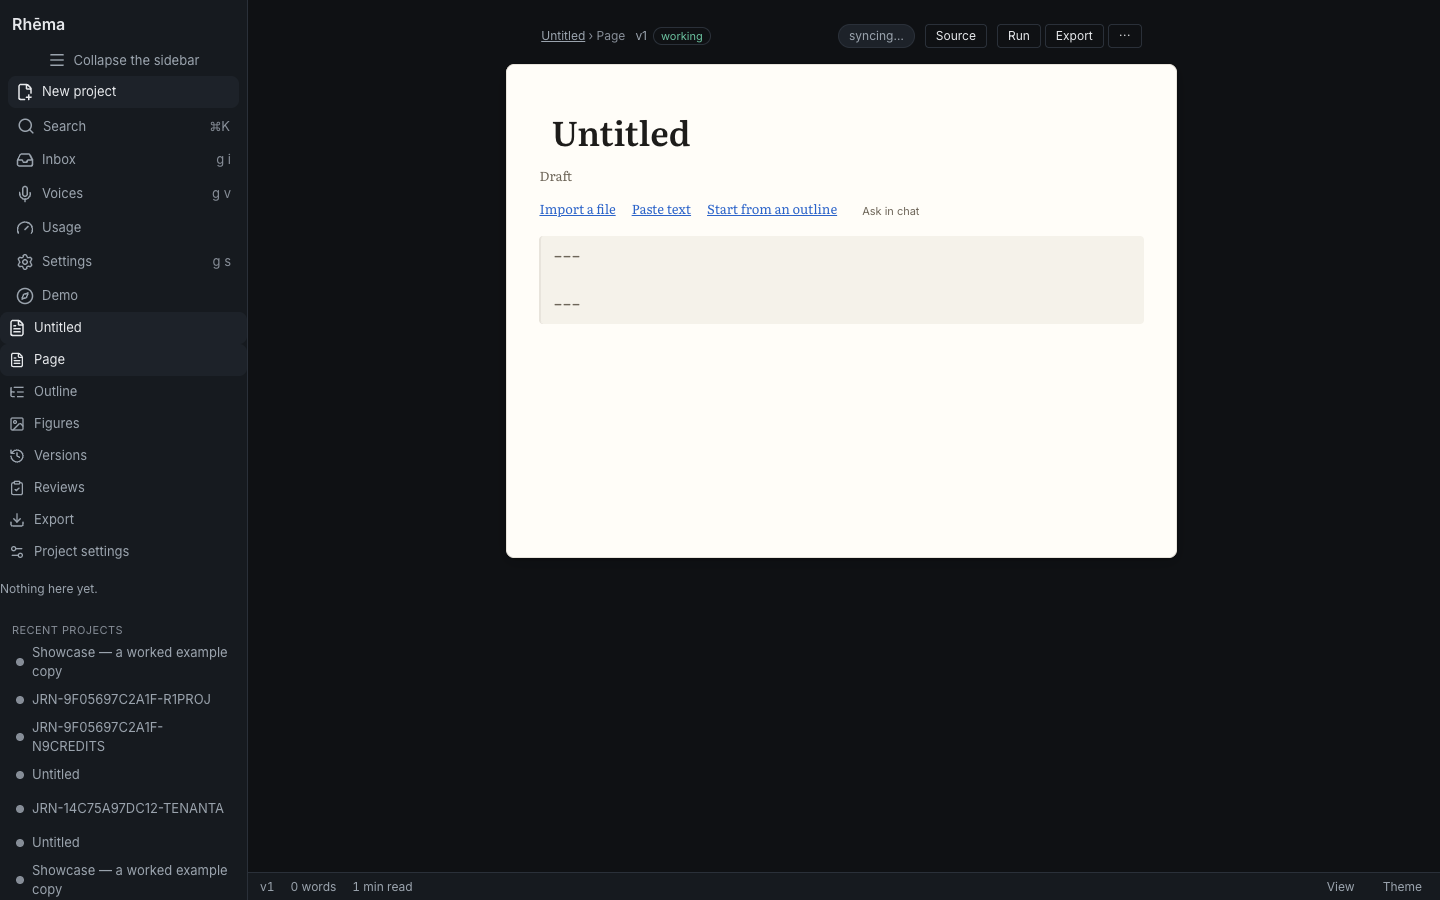 Rhēma
Collapse the sidebar
New project
Search ⌘K
Inbox g i
Voices g v
Usage
Settings g s
Demo
Untitled
Page
Outline
Figures
Versions
Reviews
Export
Project settings
Nothing here yet.
RECENT PROJECTS
Showcase — a worked example
copy
JRN-9F05697C2A1F-R1PROJ
JRN-9F05697C2A1F-
N9CREDITS
Untitled
JRN-14C75A97DC12-TENANTA
Untitled
Showcase — a worked example
copy
Untitled › Page v1 working
syncing… Source Run Export ···
Untitled
Draft
Import a file Paste text Start from an outline Ask in chat
---
---
v1 0 words 1 min read
View Theme